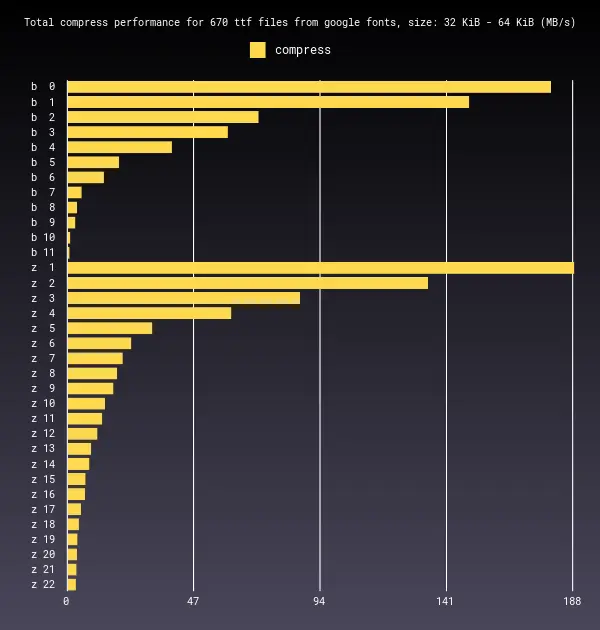 Total compress performance for 670 ttf files from google fonts, size: 32 KiB - 64 KiB (MB/s)
compress
b 0
b 1
b 2
b 3
b 4
b 5
b 6
b 7
b 8
b 9
b 10
b 11
z 1
z 2
z 3
z 4
z 5
z 6
z 7
z 8
z 9
z 10
z 11
z 12
z 13
z 14
z 15
z 16
z 17
z 18
z 19
z 20
z 21
z 22
0 47 94 141 188